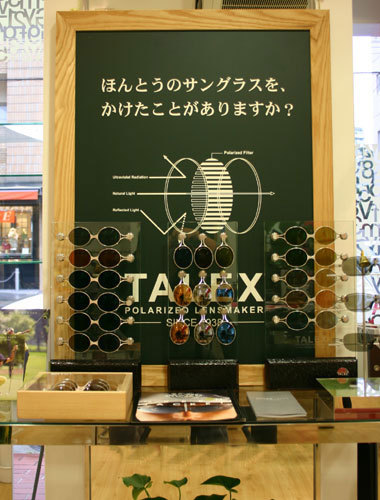 ほんとうのサングラスを、
かけたことがありますか?
Polarized Filter
Ultraviolet Radiation
Natural Light
Reflected Light
TALEX
POLARIZED LENSMAKER
TALEX